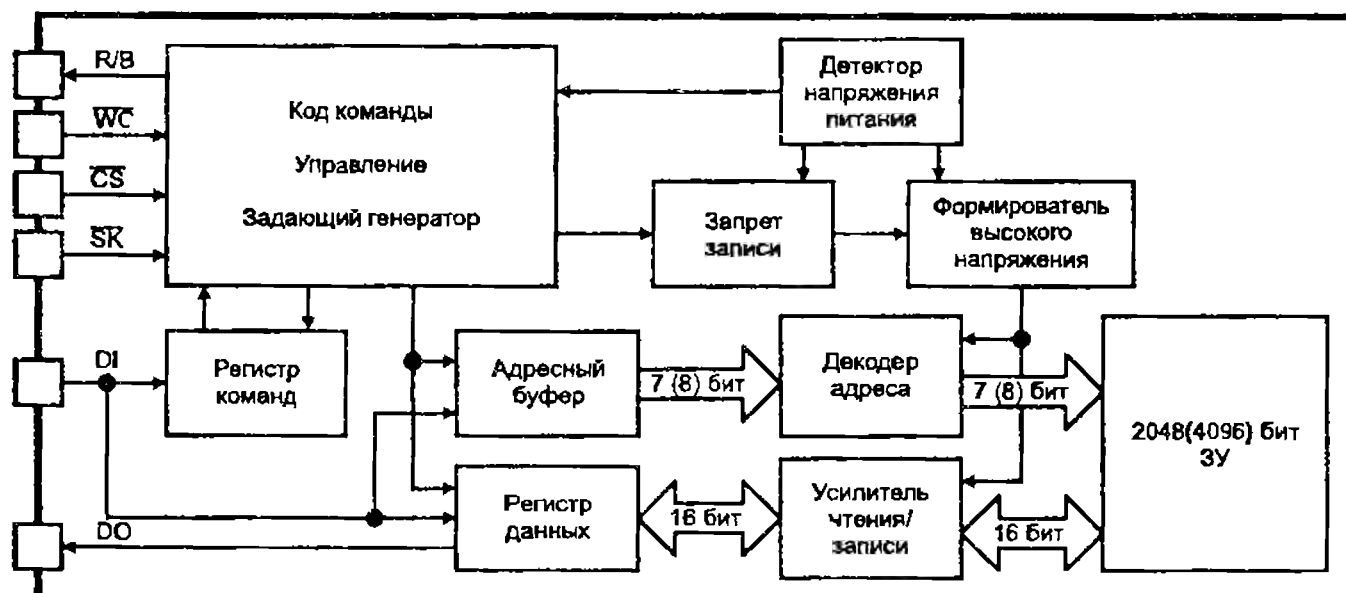 R/B
WC
CS
SK
DI
DO
Код команды
Управление
Задающий генератор
Детектор
напряжения
питания
Запрет
записи
Формирователь
высокого
напряжения
Регистр
команд
Адресный
буфер
7 (8) бит
Декодер
адреса
7 (8) бит
2048(4096) бит
ЗУ
Регистр
данных
16 бит
Усилитель
чтения/
записи
16 бит